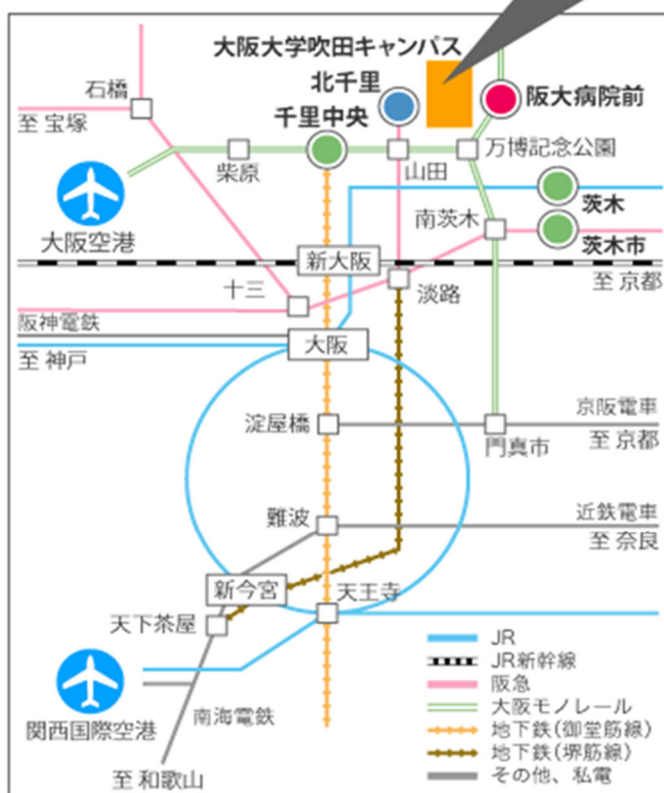 大阪大学吹田キャンパス
北千里
千里中央
阪大病院前
石橋
至 宝塚
柴原
山田
万博記念公園
茨木
南茨木
茨木市
大阪空港
新大阪
至 京都
十三
淡路
阪神電鉄
大阪
至 神戸
淀屋橋
京阪電車
至 京都
門真市
難波
近鉄電車
至 奈良
新今宮
天王寺
天下茶屋
関西国際空港
南海電鉄
至 和歌山
JR
JR新幹線
阪急
大阪モノレール
地下鉄(御堂筋線)
地下鉄(堺筋線)
その他、私電